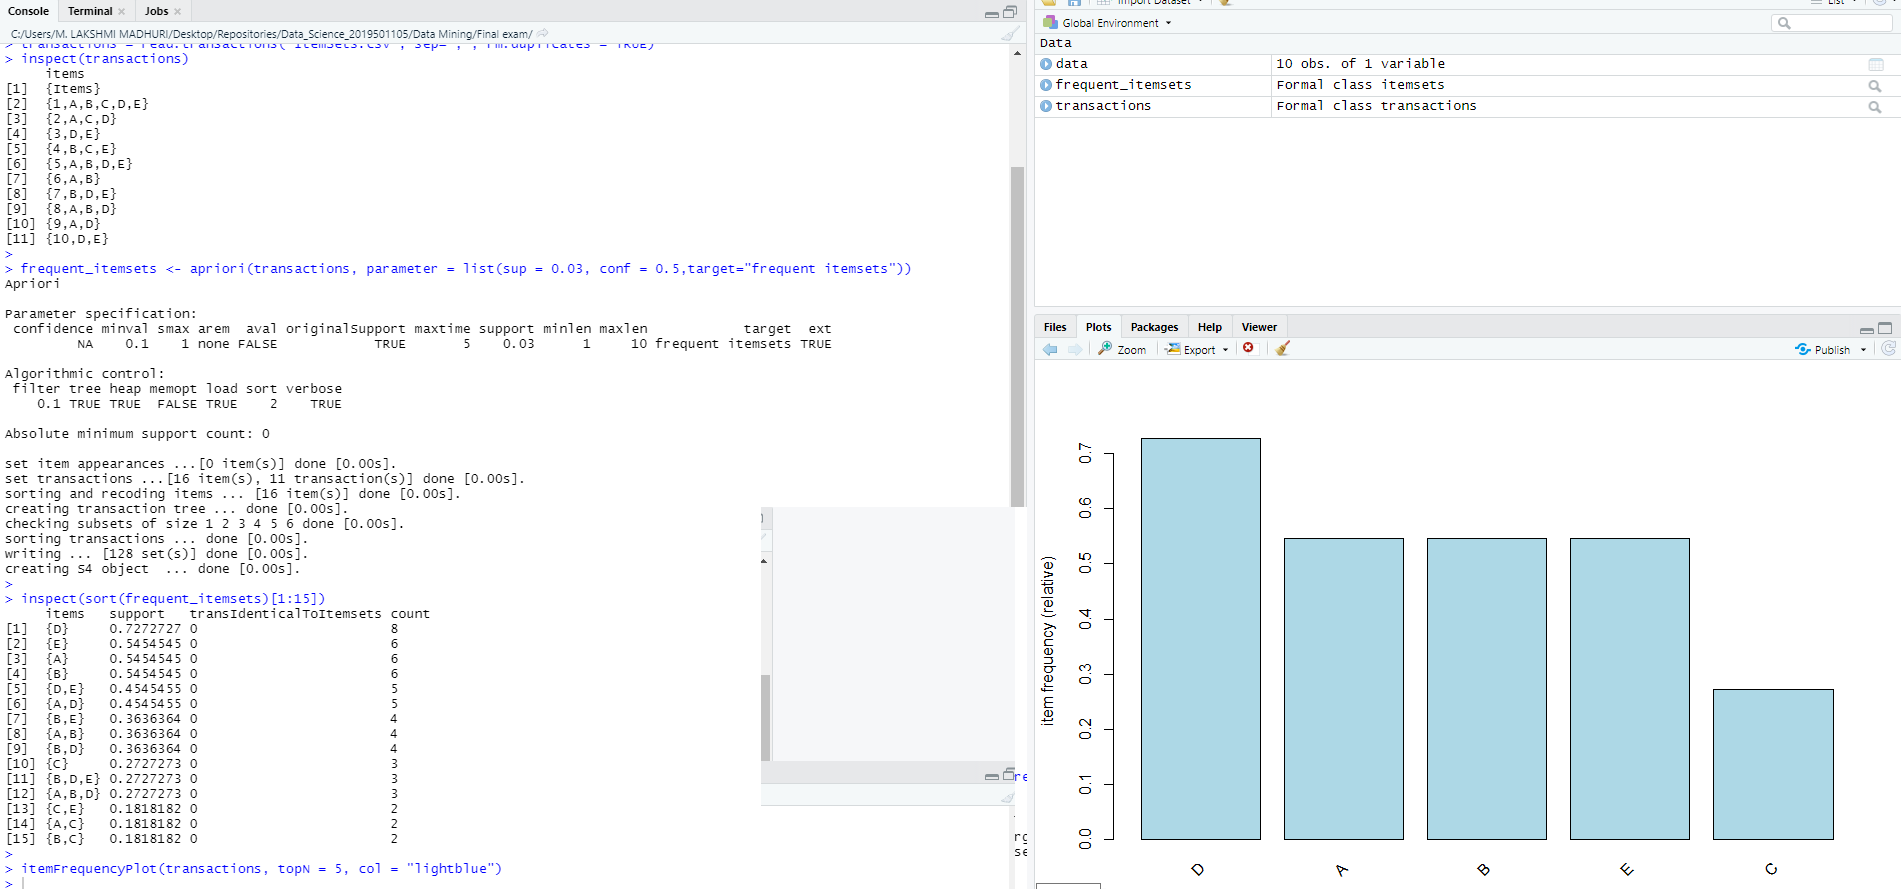 Console Terminal Jobs
C:/Users/M. LAKSHMI MADHURI/Desktop/Repositories/Data_Science_2019501105/Data Mining/Final exam/
> transactions = read.transactions("ItemSets.csv", sep=",", rm.duplicates = TRUE)
> inspect(transactions)
     items
[1]  {Items}
[2]  {1,A,B,C,D,E}
[3]  {2,A,C,D}
[4]  {3,D,E}
[5]  {4,B,C,E}
[6]  {5,A,B,D,E}
[7]  {6,A,B}
[8]  {7,B,D,E}
[9]  {8,A,B,D}
[10] {9,A,D}
[11] {10,D,E}
>
> frequent_itemsets <- apriori(transactions, parameter = list(sup = 0.03, conf = 0.5,target="frequent itemsets"))
Apriori
Parameter specification:
 confidence minval smax arem  aval originalSupport maxtime support minlen maxlen            target  ext
         NA    0.1    1 none FALSE            TRUE       5    0.03      1     10 frequent itemsets TRUE
Algorithmic control:
 filter tree heap memopt load sort verbose
    0.1 TRUE TRUE  FALSE TRUE    2    TRUE
Absolute minimum support count: 0
set item appearances ...[0 item(s)] done [0.00s].
set transactions ...[16 item(s), 11 transaction(s)] done [0.00s].
sorting and recoding items ... [16 item(s)] done [0.00s].
creating transaction tree ... done [0.00s].
checking subsets of size 1 2 3 4 5 6 done [0.00s].
sorting transactions ... done [0.00s].
writing ... [128 set(s)] done [0.00s].
creating S4 object  ... done [0.00s].
>
> inspect(sort(frequent_itemsets)[1:15])
     items   support   transIdenticalToItemsets count
[1]  {D}     0.7272727 0                        8
[2]  {E}     0.5454545 0                        6
[3]  {A}     0.5454545 0                        6
[4]  {B}     0.5454545 0                        6
[5]  {D,E}   0.4545455 0                        5
[6]  {A,D}   0.4545455 0                        5
[7]  {B,E}   0.3636364 0                        4
[8]  {A,B}   0.3636364 0                        4
[9]  {B,D}   0.3636364 0                        4
[10] {C}     0.2727273 0                        3
[11] {B,D,E} 0.2727273 0                        3
[12] {A,B,D} 0.2727273 0                        3
[13] {C,E}   0.1818182 0                        2
[14] {A,C}   0.1818182 0                        2
[15] {B,C}   0.1818182 0                        2
>
> itemFrequencyPlot(transactions, topN = 5, col = "lightblue")
>
Import Dataset List
Global Environment
Data
data 10 obs. of 1 variable
frequent_itemsets Formal class itemsets
transactions Formal class transactions
Files Plots Packages Help Viewer
Zoom Export Publish
item frequency (relative)
0.7
0.6
0.5
0.4
0.3
0.2
0.1
0.0
D A B E C